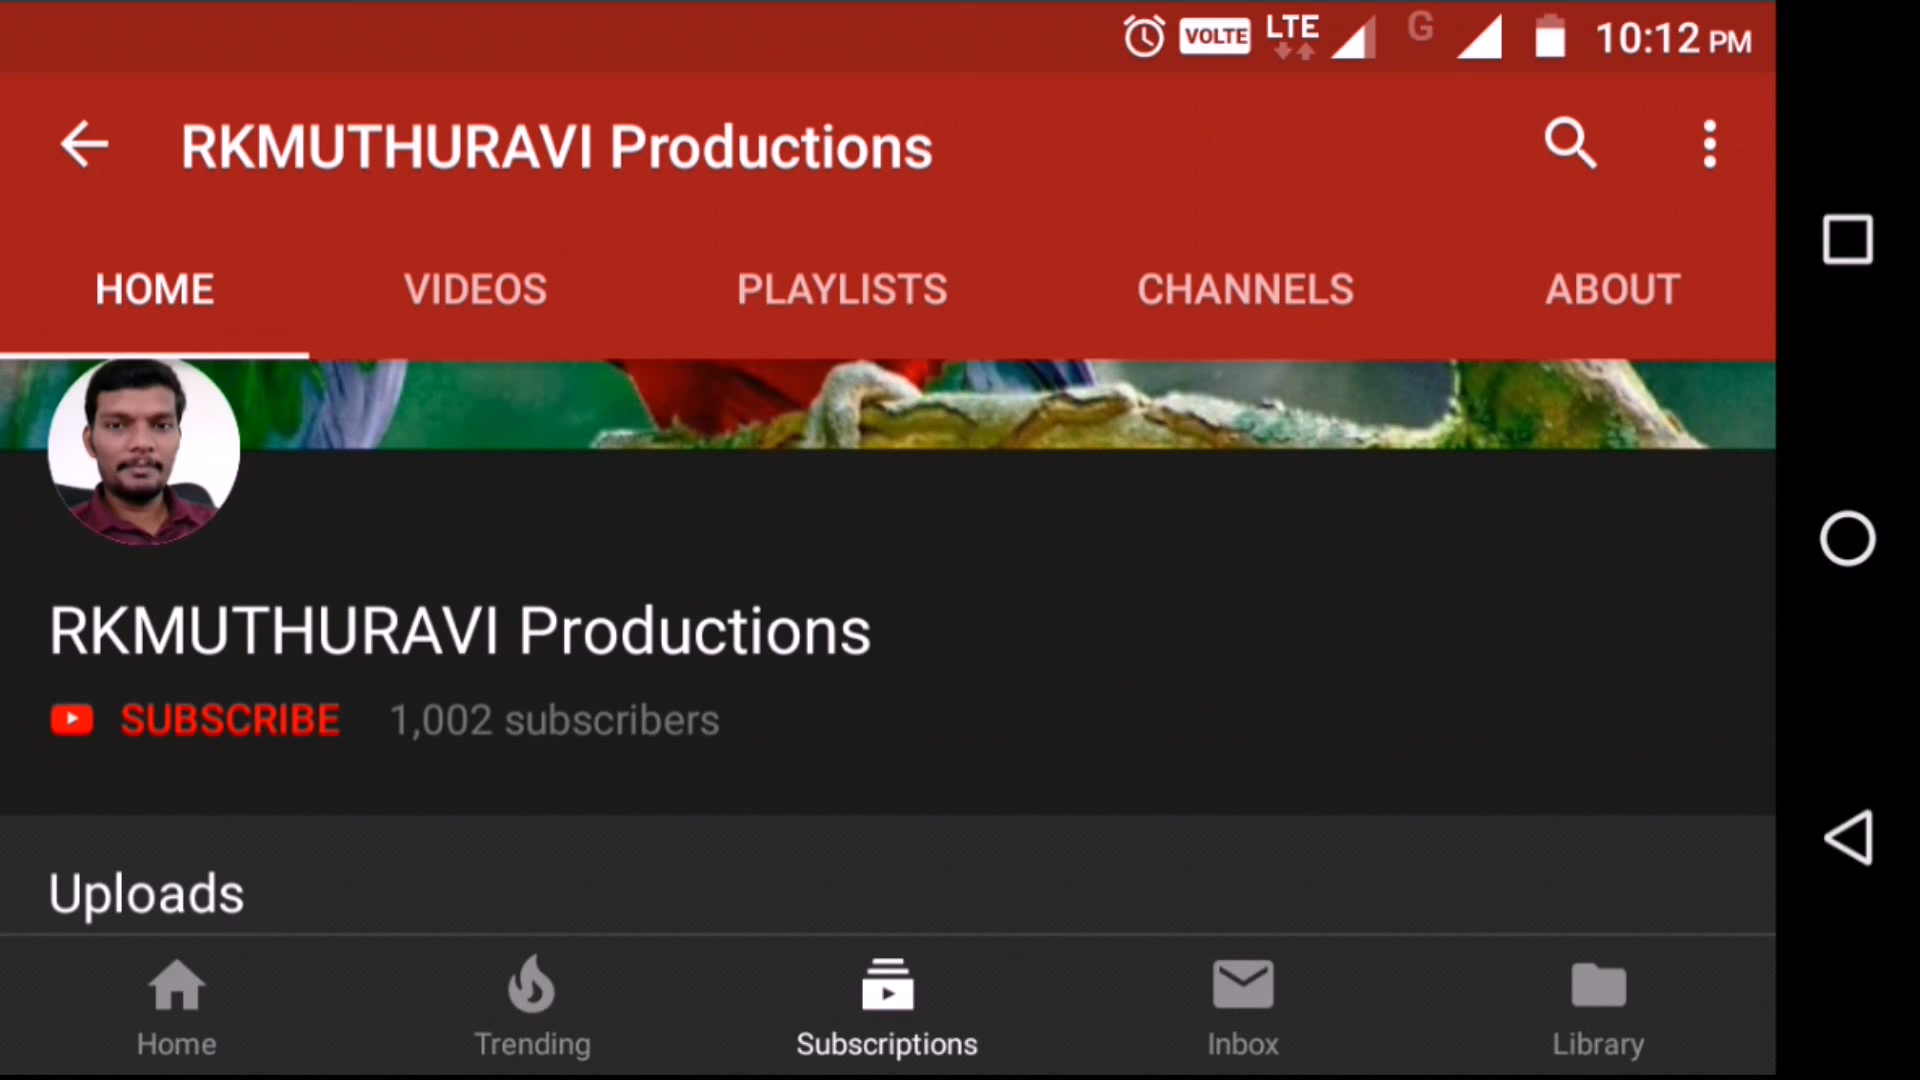 VOLTE LTE G 10:12 PM
RKMUTHURAVI Productions
HOME VIDEOS PLAYLISTS CHANNELS ABOUT
RKMUTHURAVI Productions
SUBSCRIBE 1,002 subscribers
Uploads
Home Trending Subscriptions Inbox Library